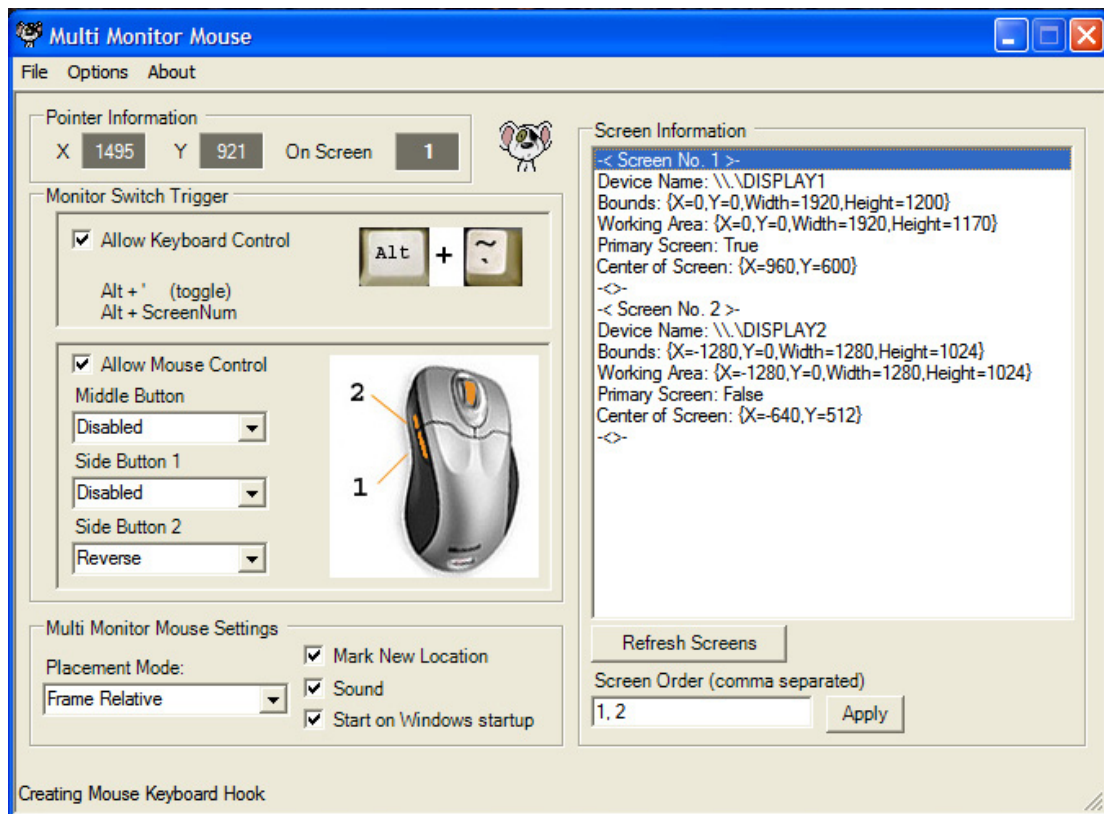 Multi Monitor Mouse
File Options About
Pointer Information
X 1495 Y 921 On Screen 1
Monitor Switch Trigger
Allow Keyboard Control
Alt + ~ `
Alt + ' (toggle)
Alt + ScreenNum
Allow Mouse Control
Middle Button
Disabled
Side Button 1
Disabled
Side Button 2
Reverse
2
1
Multi Monitor Mouse Settings
Placement Mode:
Frame Relative
Mark New Location
Sound
Start on Windows startup
Screen Information
-< Screen No. 1 >-
Device Name: \\.\DISPLAY1
Bounds: {X=0,Y=0,Width=1920,Height=1200}
Working Area: {X=0,Y=0,Width=1920,Height=1170}
Primary Screen: True
Center of Screen: {X=960,Y=600}
-<>-
-< Screen No. 2 >-
Device Name: \\.\DISPLAY2
Bounds: {X=-1280,Y=0,Width=1280,Height=1024}
Working Area: {X=-1280,Y=0,Width=1280,Height=1024}
Primary Screen: False
Center of Screen: {X=-640,Y=512}
-<>-
Refresh Screens
Screen Order (comma separated)
1, 2 Apply
Creating Mouse Keyboard Hook